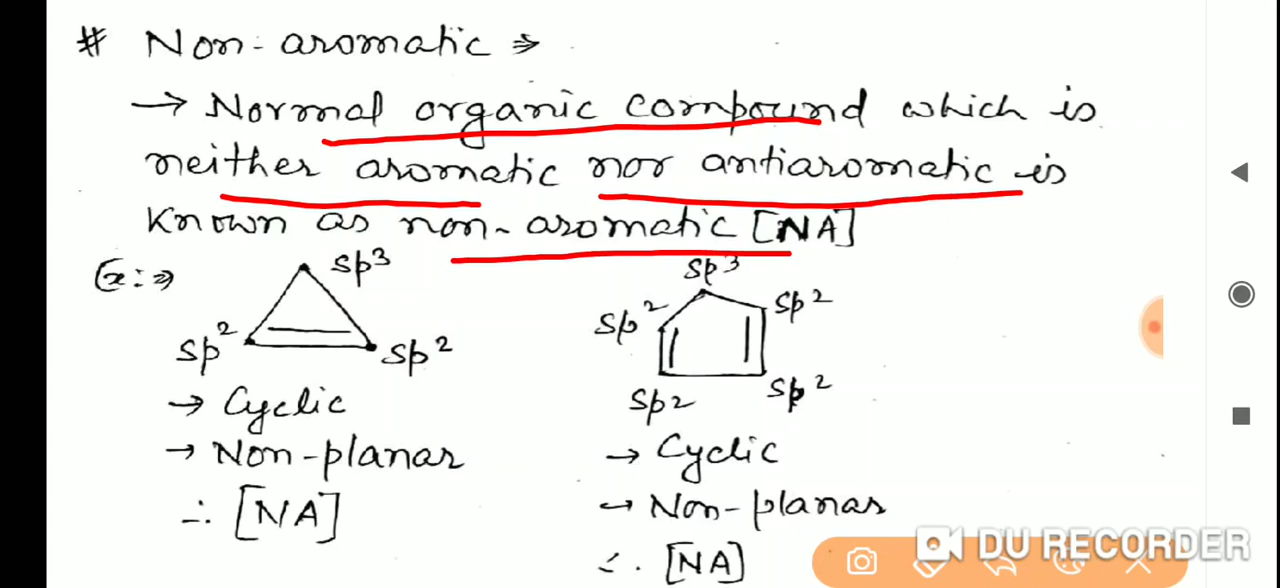 # Non-aromatic ⇒
→ Normal organic compound which is
neither aromatic nor antiaromatic is
known as non-aromatic [NA]
Ex:⇒
sp³
sp²
sp²
→ Cyclic
→ Non-planar
∴ [NA]
sp³
sp²
sp²
sp2
sp²
→ Cyclic
→ Non-planar
∴ [NA]
DU RECORDER